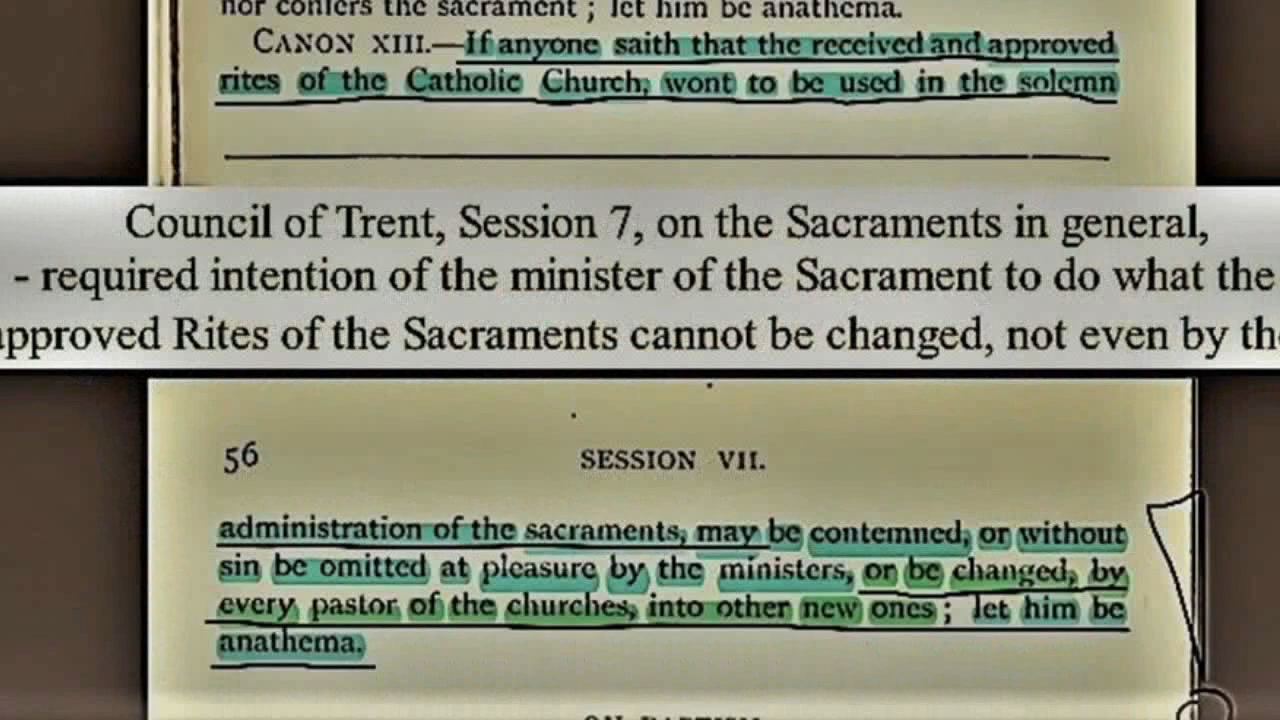 nor confers the sacrament ; let him be anathema.
CANON XIII.—If anyone saith that the received and approved
rites of the Catholic Church, wont to be used in the solemn
Council of Trent, Session 7, on the Sacraments in general,
- required intention of the minister of the Sacrament to do what the
approved Rites of the Sacraments cannot be changed, not even by the
56
SESSION VII.
administration of the sacraments, may be contemned, or without
sin be omitted at pleasure by the ministers, or be changed, by
every pastor of the churches, into other new ones ; let him be
anathema.
ON BAPTISM